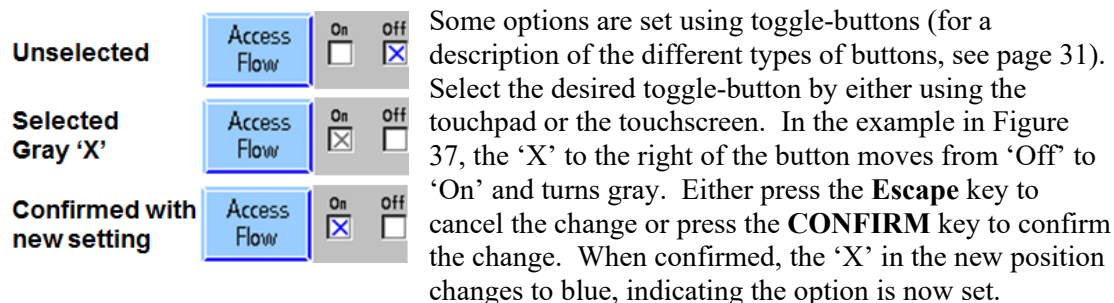 Unselected
Access
Flow
On
Off
Selected
Gray ‘X’
Access
Flow
On
Off
Confirmed with
new setting
Access
Flow
On
Off
Some options are set using toggle-buttons (for a
description of the different types of buttons, see page 31).
Select the desired toggle-button by either using the
touchpad or the touchscreen.  In the example in Figure
37, the ‘X’ to the right of the button moves from ‘Off’ to
‘On’ and turns gray.  Either press the Escape key to
cancel the change or press the CONFIRM key to confirm
the change.  When confirmed, the ‘X’ in the new position
changes to blue, indicating the option is now set.